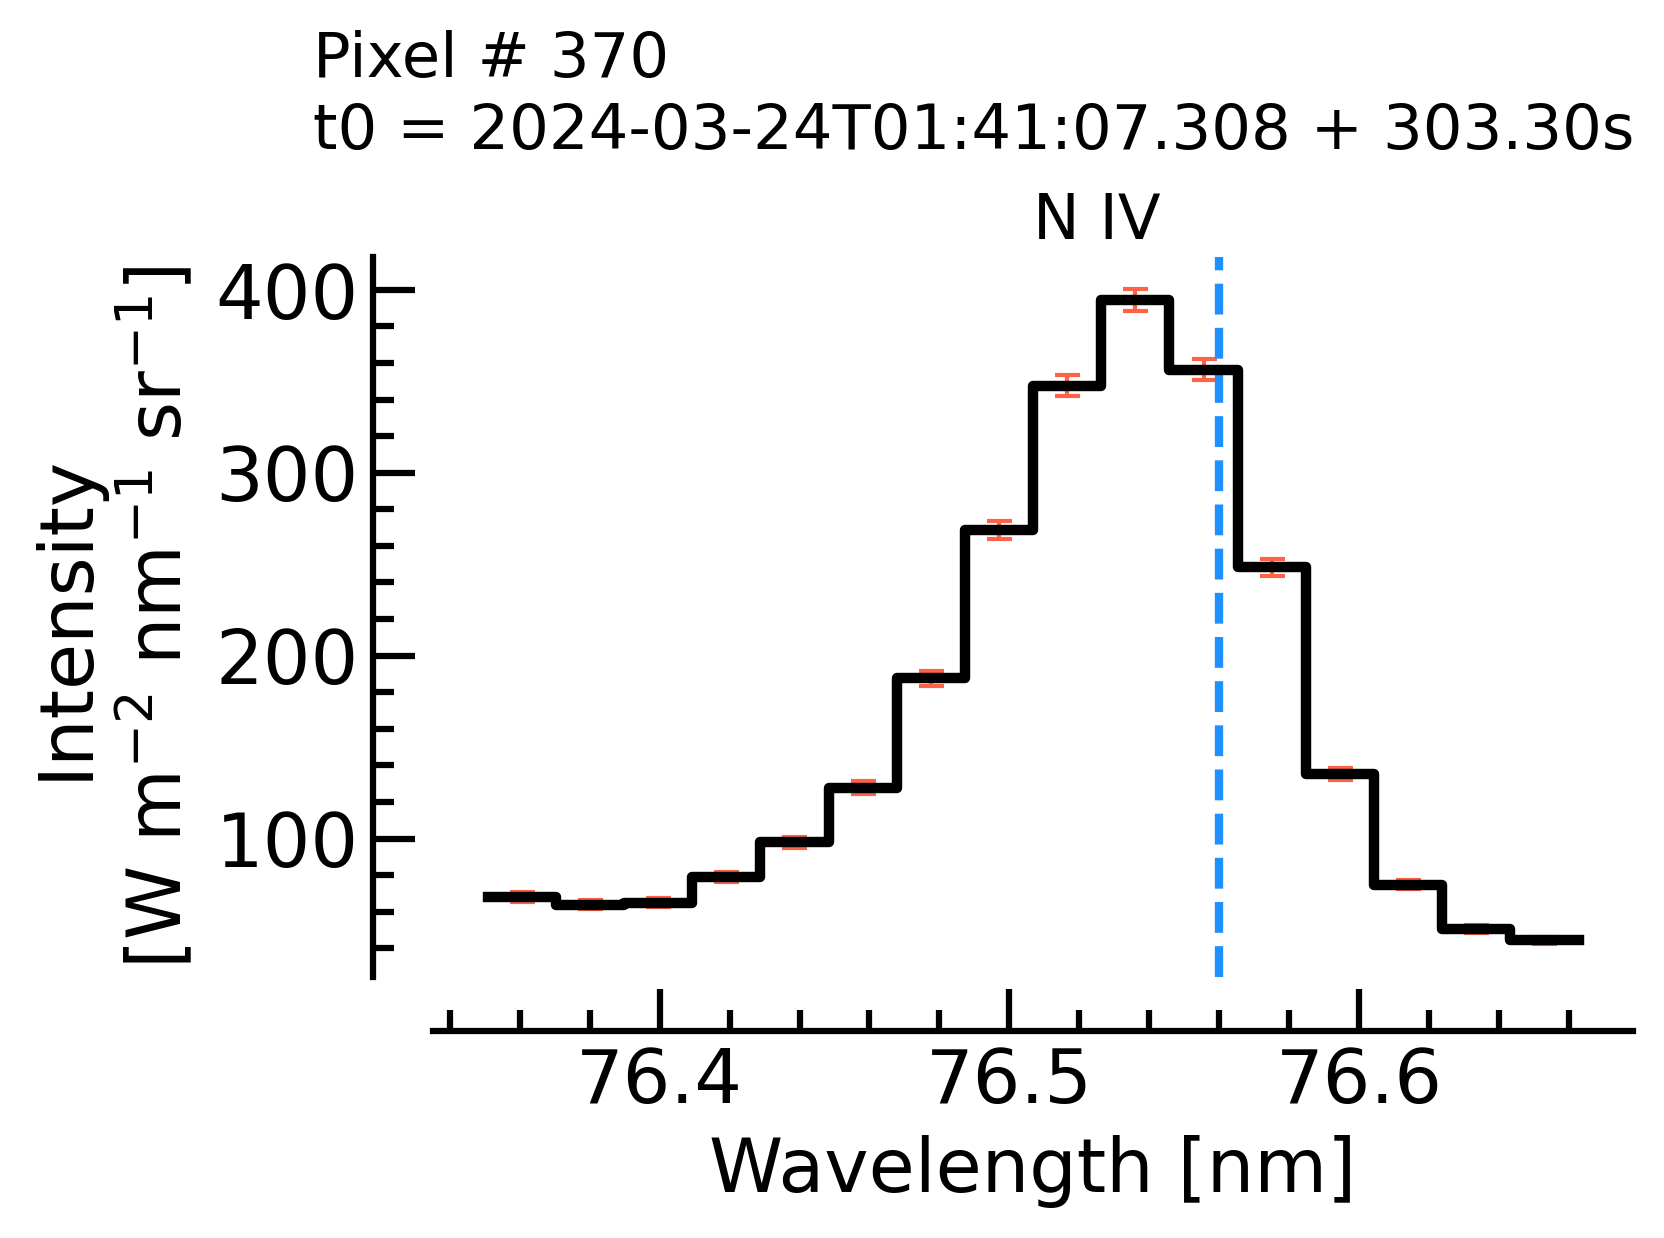 Pixel # 370
t0 = 2024-03-24T01:41:07.308 + 303.30s
N IV
Intensity
[W m⁻² nm⁻¹ sr⁻¹]
400
300
200
100
76.4 76.5 76.6
Wavelength [nm]